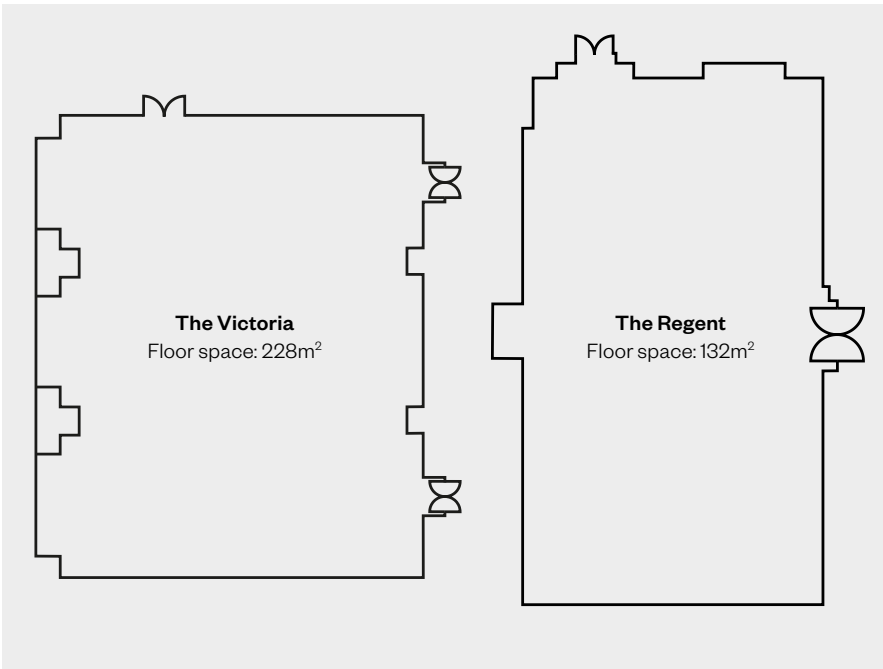 The Victoria
Floor space: 228m²
The Regent
Floor space: 132m²